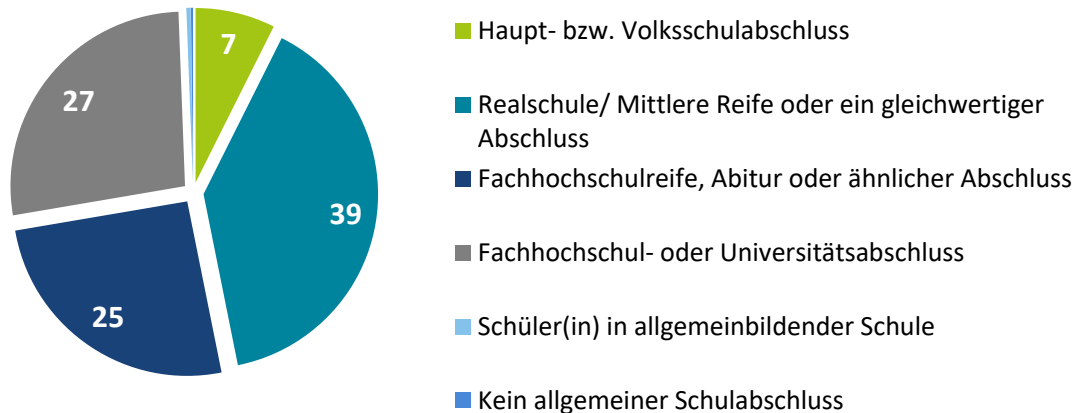 7
39
25
27
Haupt- bzw. Volksschulabschluss
Realschule/ Mittlere Reife oder ein gleichwertiger
Abschluss
Fachhochschulreife, Abitur oder ähnlicher Abschluss
Fachhochschul- oder Universitätsabschluss
Schüler(in) in allgemeinbildender Schule
Kein allgemeiner Schulabschluss